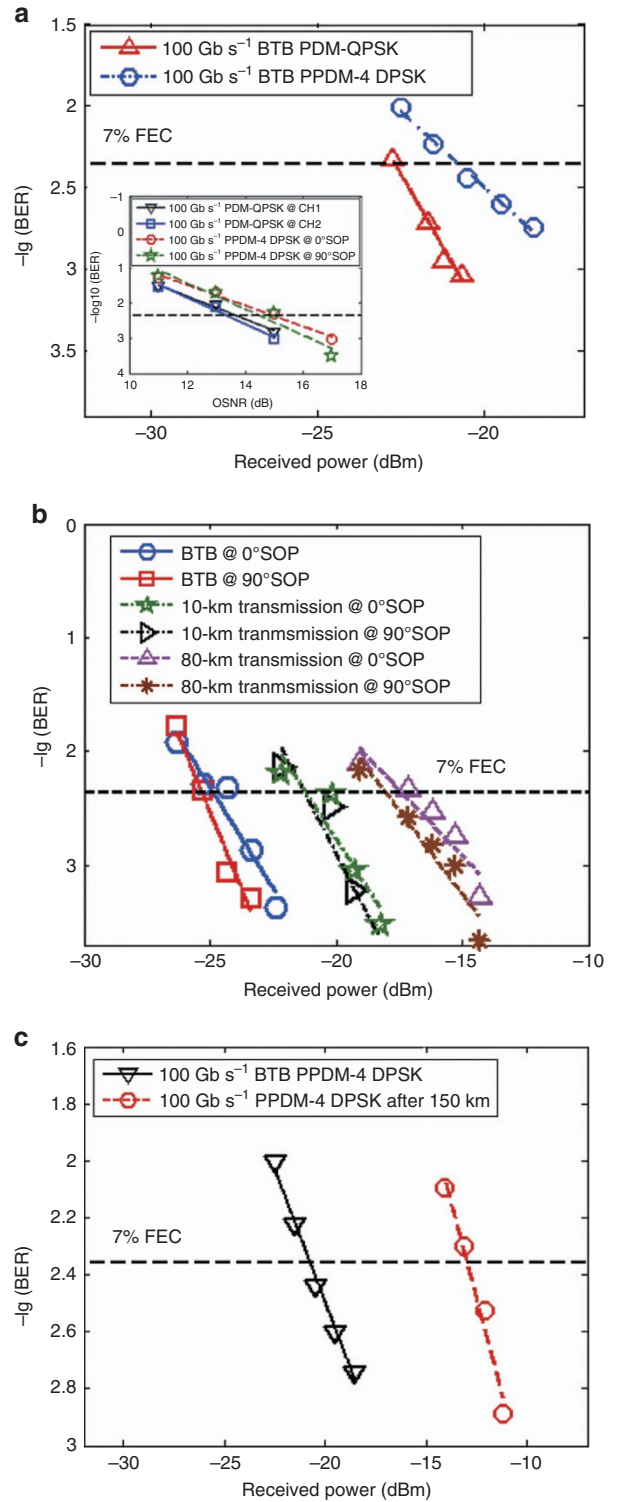 a
1.5
2
2.5
3
3.5
–lg (BER)
100 Gb s⁻¹ BTB PDM-QPSK
100 Gb s⁻¹ BTB PPDM-4 DPSK
7% FEC
–1
0
1
2
3
4
–log10 (BER)
100 Gb s⁻¹ PDM-QPSK @ CH1
100 Gb s⁻¹ PDM-QPSK @ CH2
100 Gb s⁻¹ PPDM-4 DPSK @ 0°SOP
100 Gb s⁻¹ PPDM-4 DPSK @ 90°SOP
10 12 14 16 18
OSNR (dB)
–30 –25 –20
Received power (dBm)
b
0
1
2
3
–lg (BER)
BTB @ 0°SOP
BTB @ 90°SOP
10-km transmission @ 0°SOP
10-km tranmsmission @ 90°SOP
80-km transmission @ 0°SOP
80-km tranmsmission @ 90°SOP
7% FEC
–30 –25 –20 –15 –10
Received power (dBm)
c
1.6
1.8
2
2.2
2.4
2.6
2.8
3
–lg (BER)
100 Gb s⁻¹ BTB PPDM-4 DPSK
100 Gb s⁻¹ PPDM-4 DPSK after 150 km
7% FEC
–30 –25 –20 –15 –10
Received power (dBm)